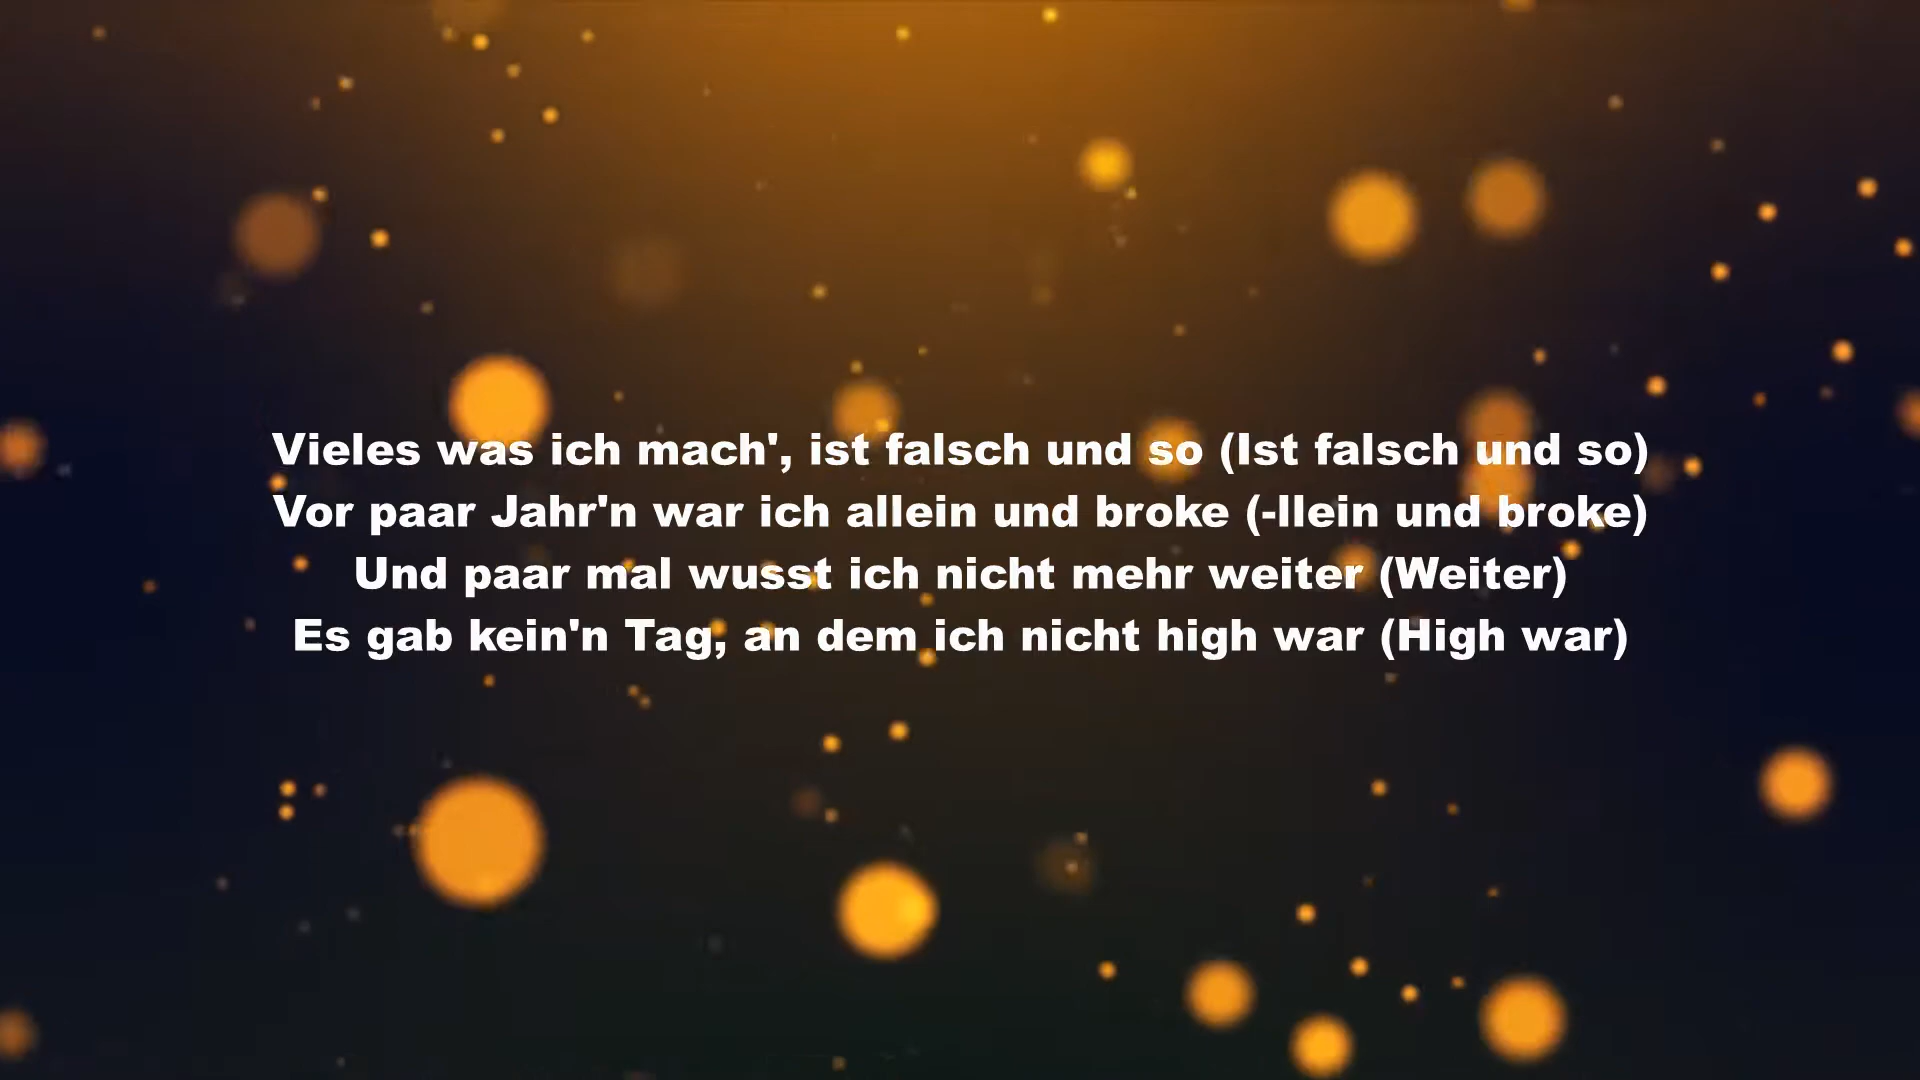 Vieles was ich mach', ist falsch und so (Ist falsch und so)
Vor paar Jahr'n war ich allein und broke (-llein und broke)
Und paar mal wusst ich nicht mehr weiter (Weiter)
Es gab kein'n Tag, an dem ich nicht high war (High war)